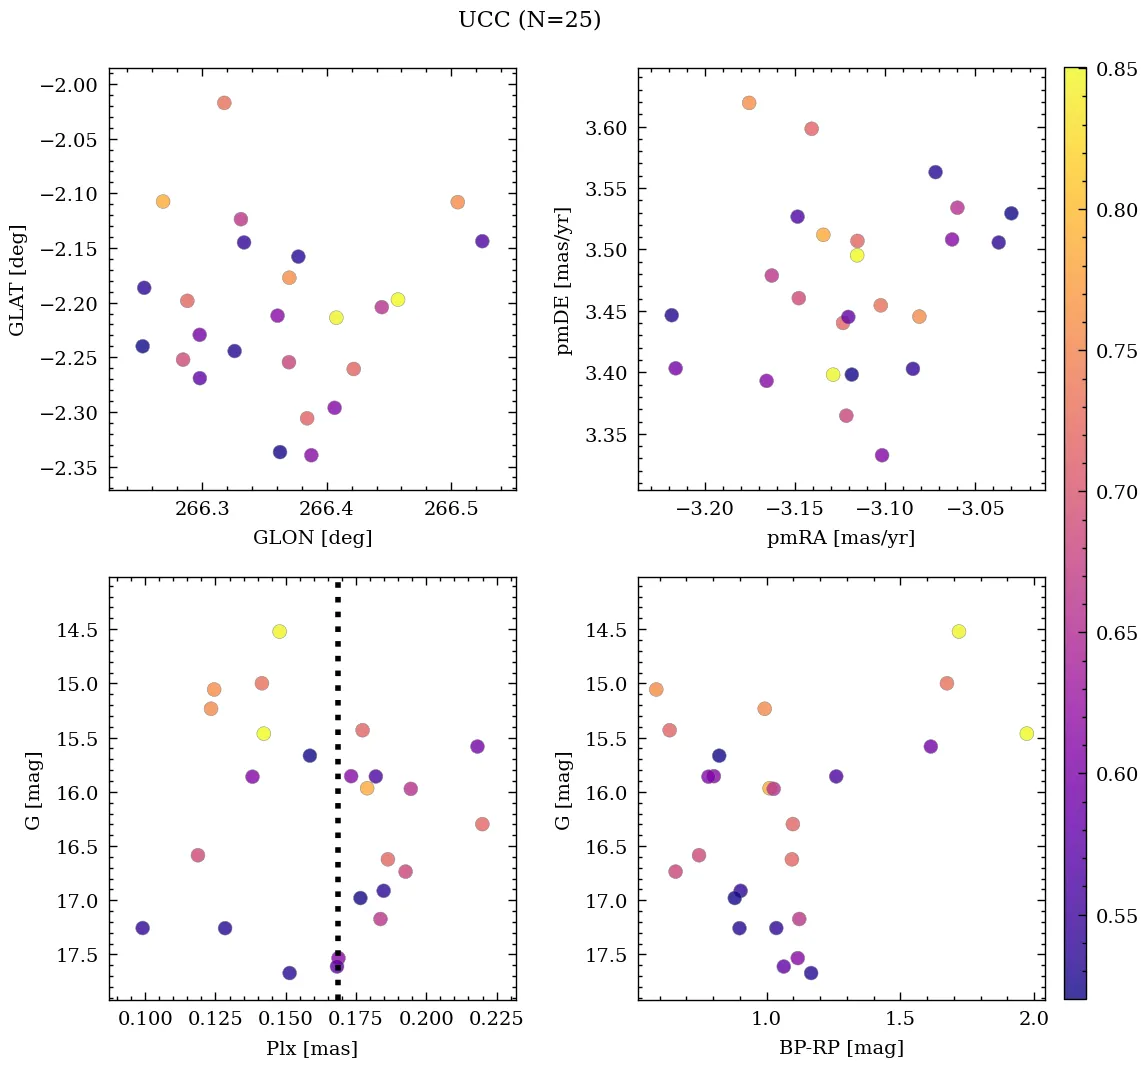 UCC (N=25)
−2.00
−2.05
−2.10
−2.15
−2.20
−2.25
−2.30
−2.35
GLAT [deg]
266.3 266.4 266.5
GLON [deg]
3.60
3.55
3.50
3.45
3.40
3.35
pmDE [mas/yr]
−3.20 −3.15 −3.10 −3.05
pmRA [mas/yr]
14.5
15.0
15.5
16.0
16.5
17.0
17.5
G [mag]
0.100 0.125 0.150 0.175 0.200 0.225
Plx [mas]
14.5
15.0
15.5
16.0
16.5
17.0
17.5
G [mag]
1.0 1.5 2.0
BP-RP [mag]
0.85
0.80
0.75
0.70
0.65
0.60
0.55